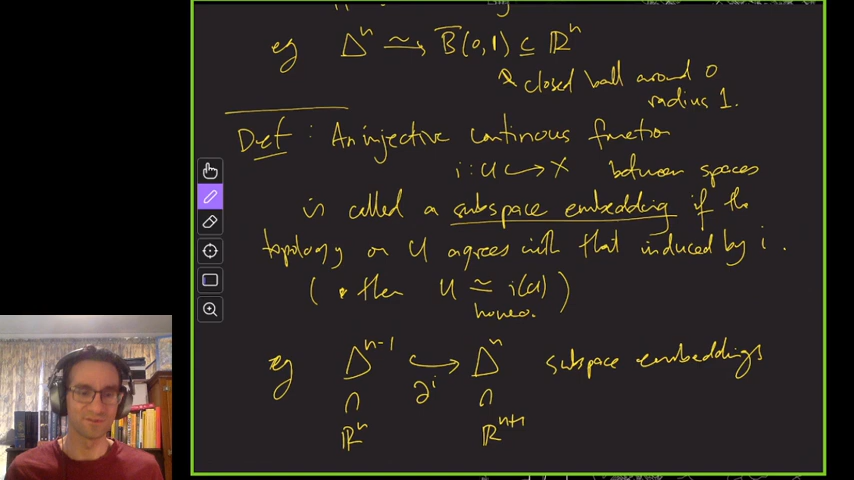 eg Δⁿ ⥲ B̅(0,1) ⊆ ℝⁿ
closed ball around 0
radius 1.
Def: An injective continuous function
i: U ↪ X between spaces
is called a subspace embedding if the
topology on U agrees with that induced by i.
( then U ≃ i(U) )
homeo.
eg Δⁿ⁻¹ ↪ Δⁿ subspace embeddings
∂ⁱ
∩ ∩
ℝⁿ ℝⁿ⁺¹